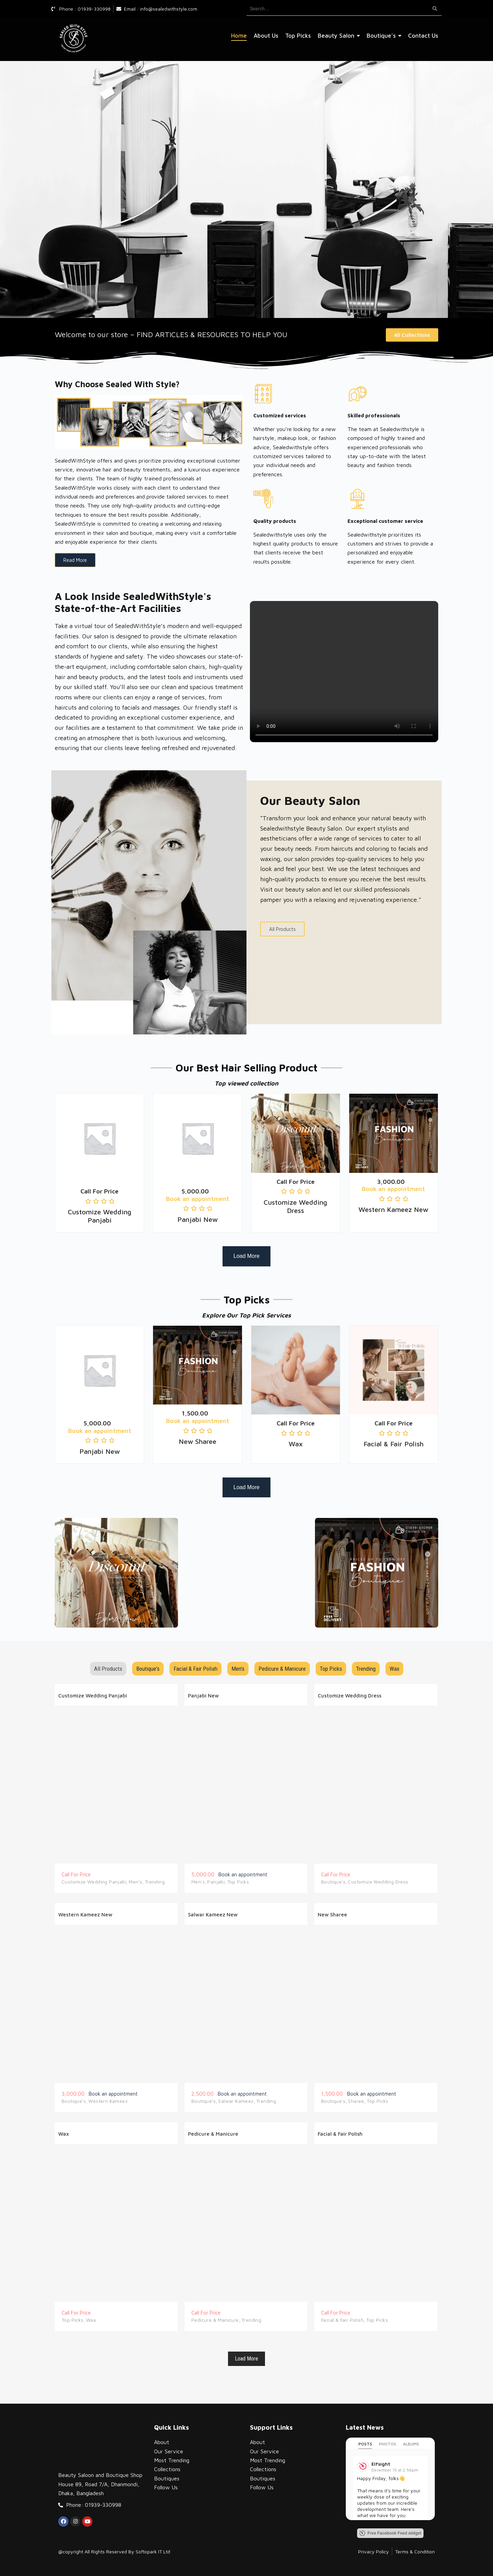 Phone : 01939-330998
Email : info@sealedwithstyle.com
Search...
SEALED WITH STYLE
Home
About Us
Top Picks
Beauty Salon
Boutique's
Contact Us
Welcome to our store – FIND ARTICLES & RESOURCES TO HELP YOU
All Collections
Why Choose Sealed With Style?
SealedWithStyle offers and gives prioritize providing exceptional customer
service, innovative hair and beauty treatments, and a luxurious experience
for their clients. The team of highly trained professionals at
SealedWithStyle works closely with each client to understand their
individual needs and preferences and provide tailored services to meet
those needs. They use only high-quality products and cutting-edge
techniques to ensure the best results possible. Additionally,
SealedWithStyle is committed to creating a welcoming and relaxing
environment in their salon and boutique, making every visit a comfortable
and enjoyable experience for their clients.
Read More
Customized services
Whether you're looking for a new
hairstyle, makeup look, or fashion
advice, Sealedwithstyle offers
customized services tailored to
your individual needs and
preferences.
Skilled professionals
The team at Sealedwithstyle is
composed of highly trained and
experienced professionals who
stay up-to-date with the latest
beauty and fashion trends.
Quality products
Sealedwithstyle uses only the
highest quality products to ensure
that clients receive the best
results possible.
Exceptional customer service
Sealedwithstyle prioritizes its
customers and strives to provide a
personalized and enjoyable
experience for every client.
A Look Inside SealedWithStyle's
State-of-the-Art Facilities
Take a virtual tour of SealedWithStyle's modern and well-equipped
facilities. Our salon is designed to provide the ultimate relaxation
and comfort to our clients, while also ensuring the highest
standards of hygiene and safety. The video showcases our state-of-
the-art equipment, including comfortable salon chairs, high-quality
hair and beauty products, and the latest tools and instruments used
by our skilled staff. You'll also see our clean and spacious treatment
rooms where our clients can enjoy a range of services, from
haircuts and coloring to facials and massages. Our friendly staff is
dedicated to providing an exceptional customer experience, and
our facilities are a testament to that commitment. We take pride in
creating an atmosphere that is both luxurious and welcoming,
ensuring that our clients leave feeling refreshed and rejuvenated.
0:00
Our Beauty Salon
"Transform your look and enhance your natural beauty with
Sealedwithstyle Beauty Salon. Our expert stylists and
aestheticians offer a wide range of services to cater to all
your beauty needs. From haircuts and coloring to facials and
waxing, our salon provides top-quality services to help you
look and feel your best. We use the latest techniques and
high-quality products to ensure you receive the best results.
Visit our beauty salon and let our skilled professionals
pamper you with a relaxing and rejuvenating experience."
All Products
Our Best Hair Selling Product
Top viewed collection
Discount
FASHION
Boutique
Call For Price
Customize Wedding
Panjabi
5,000.00
Book an appointment
Panjabi New
Call For Price
Customize Wedding
Dress
3,000.00
Book an appointment
Western Kameez New
Load More
Top Picks
Explore Our Top Pick Services
FASHION
Boutique
5,000.00
Book an appointment
Panjabi New
1,500.00
Book an appointment
New Sharee
Call For Price
Wax
Call For Price
Facial & Fair Polish
Load More
Discount
FASHION
Boutique
FREE
DELIVERY
All Products
Boutique's
Facial & Fair Polish
Men's
Pedicure & Manicure
Top Picks
Trending
Wax
Customize Wedding Panjabi
Panjabi New
Customize Wedding Dress
Call For Price
Customize Wedding Panjabi, Men's, Trending
5,000.00 Book an appointment
Men's, Panjabi, Top Picks
Call For Price
Boutique's, Customize Wedding Dress
Western Kameez New
Salwar Kameez New
New Sharee
3,000.00 Book an appointment
Boutique's, Western Kameez
2,500.00 Book an appointment
Boutique's, Salwar Kameez, Trending
1,500.00 Book an appointment
Boutique's, Sharee, Top Picks
Wax
Pedicure & Manicure
Facial & Fair Polish
Call For Price
Top Picks, Wax
Call For Price
Pedicure & Manicure, Trending
Call For Price
Facial & Fair Polish, Top Picks
Load More
Beauty Saloon and Boutique Shop
House 89, Road 7/A, Dhanmondi,
Dhaka, Bangladesh
Phone : 01939-330998
Quick Links
About
Our Service
Most Trending
Collections
Boutiques
Follow Us
Support Links
About
Our Service
Most Trending
Collections
Boutiques
Follow Us
Latest News
POSTS
PHOTOS
ALBUMS
Elfsight
Happy Friday, folks
That means it's time for your
weekly dose of exciting
updates from our incredible
development team. Here's
what we have for you:
Free Facebook Feed widget
@copyright All Rights Reserved By Softopark IT Ltd
Privacy Policy
Terms & Condition